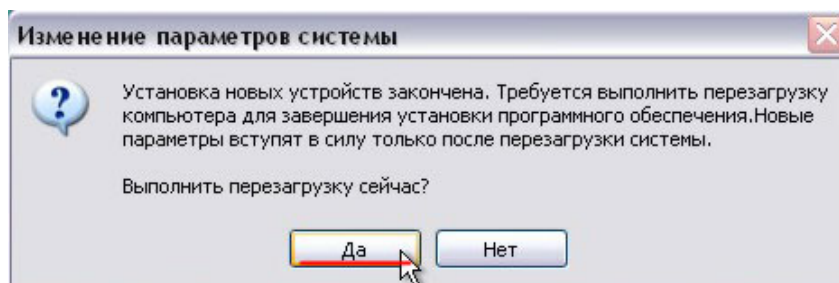 Изменение параметров системы
Установка новых устройств закончена. Требуется выполнить перезагрузку
компьютера для завершения установки программного обеспечения.Новые
параметры вступят в силу только после перезагрузки системы.
Выполнить перезагрузку сейчас?
Да
Нет